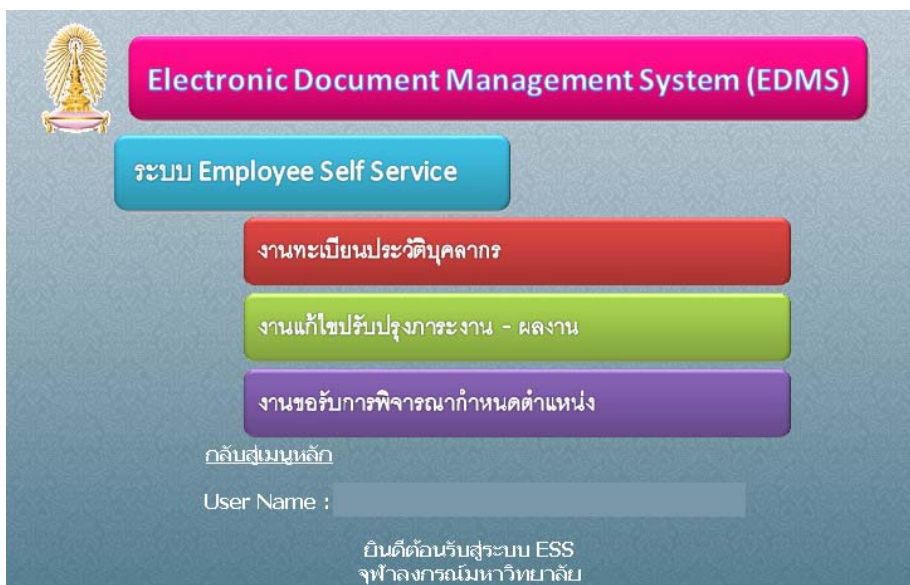 Electronic Document Management System (EDMS)
ระบบ Employee Self Service
งานทะเบียนประวัติบุคลากร
งานแก้ไขปรับปรุงภาระงาน - ผลงาน
งานขอรับการพิจารณากำหนดตำแหน่ง
กลับสู่เมนูหลัก
User Name :
ยินดีต้อนรับสู่ระบบ ESS
จุฬาลงกรณ์มหาวิทยาลัย